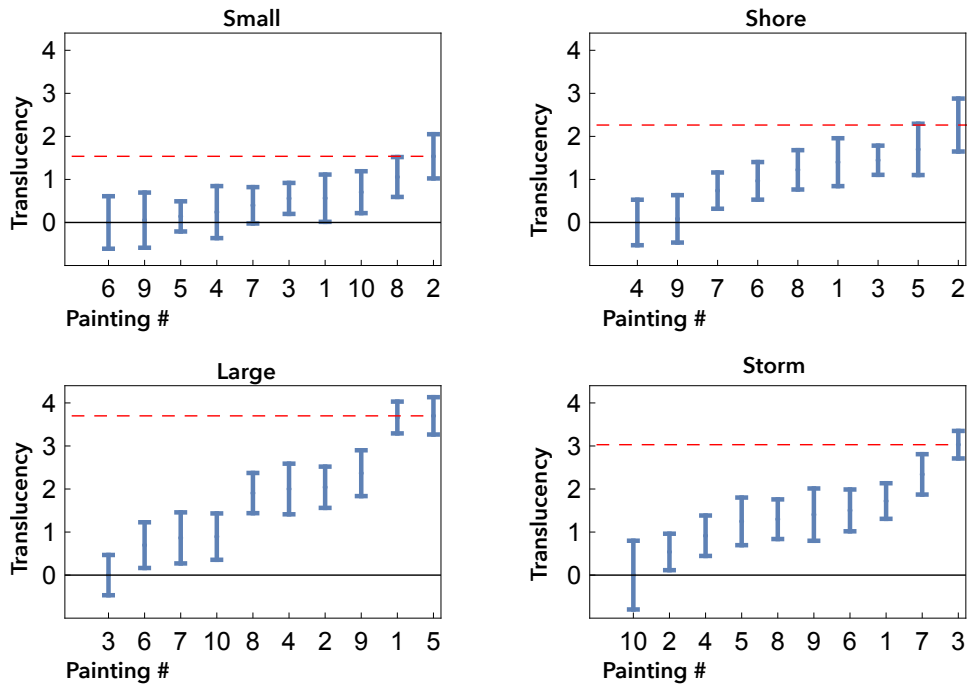 Small
4
3
2
1
0
Translucency
6 9 5 4 7 3 1 10 8 2
Painting #
Shore
4
3
2
1
0
Translucency
4 9 7 6 8 1 3 5 2
Painting #
Large
4
3
2
1
0
Translucency
3 6 7 10 8 4 2 9 1 5
Painting #
Storm
4
3
2
1
0
Translucency
10 2 4 5 8 9 6 1 7 3
Painting #